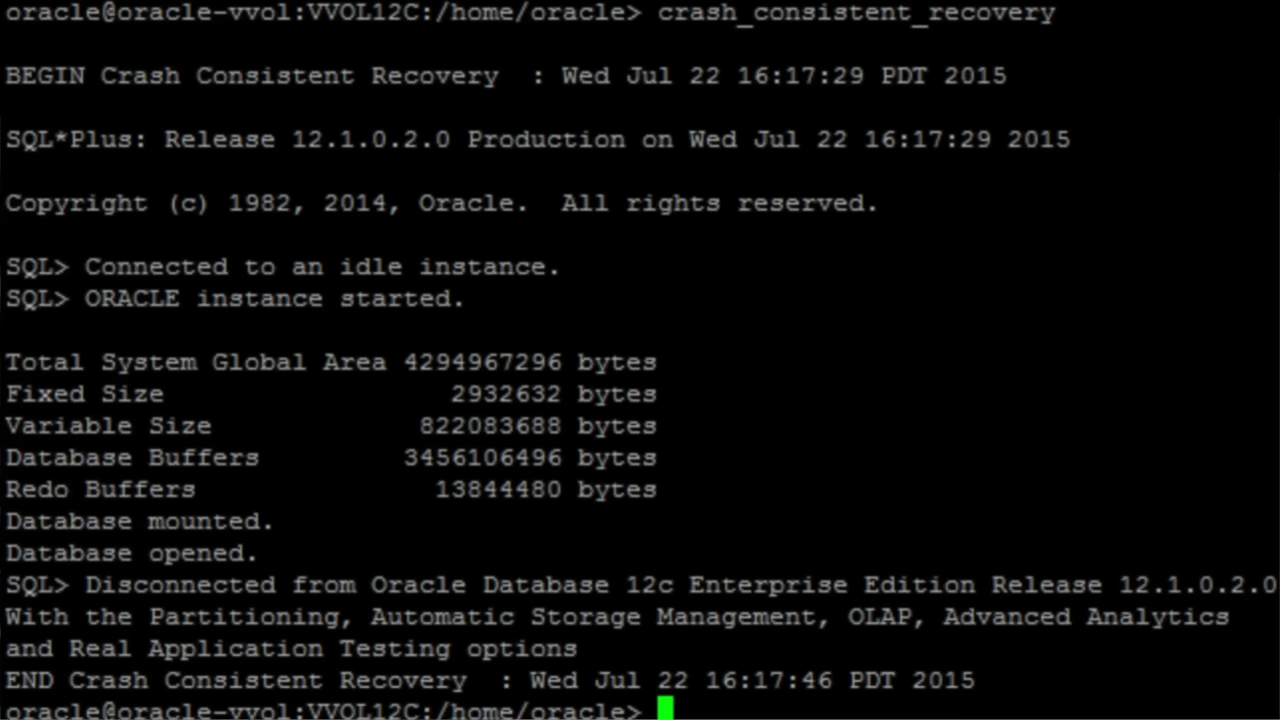 oracle@oracle-vvol:VVOL12C:/home/oracle> crash_consistent_recovery
BEGIN Crash Consistent Recovery  : Wed Jul 22 16:17:29 PDT 2015
SQL*Plus: Release 12.1.0.2.0 Production on Wed Jul 22 16:17:29 2015
Copyright (c) 1982, 2014, Oracle.  All rights reserved.
SQL> Connected to an idle instance.
SQL> ORACLE instance started.
Total System Global Area 4294967296 bytes
Fixed Size                  2932632 bytes
Variable Size             822083688 bytes
Database Buffers         3456106496 bytes
Redo Buffers               13844480 bytes
Database mounted.
Database opened.
SQL> Disconnected from Oracle Database 12c Enterprise Edition Release 12.1.0.2.0
With the Partitioning, Automatic Storage Management, OLAP, Advanced Analytics
and Real Application Testing options
END Crash Consistent Recovery  : Wed Jul 22 16:17:46 PDT 2015
oracle@oracle-vvol:VVOL12C:/home/oracle>